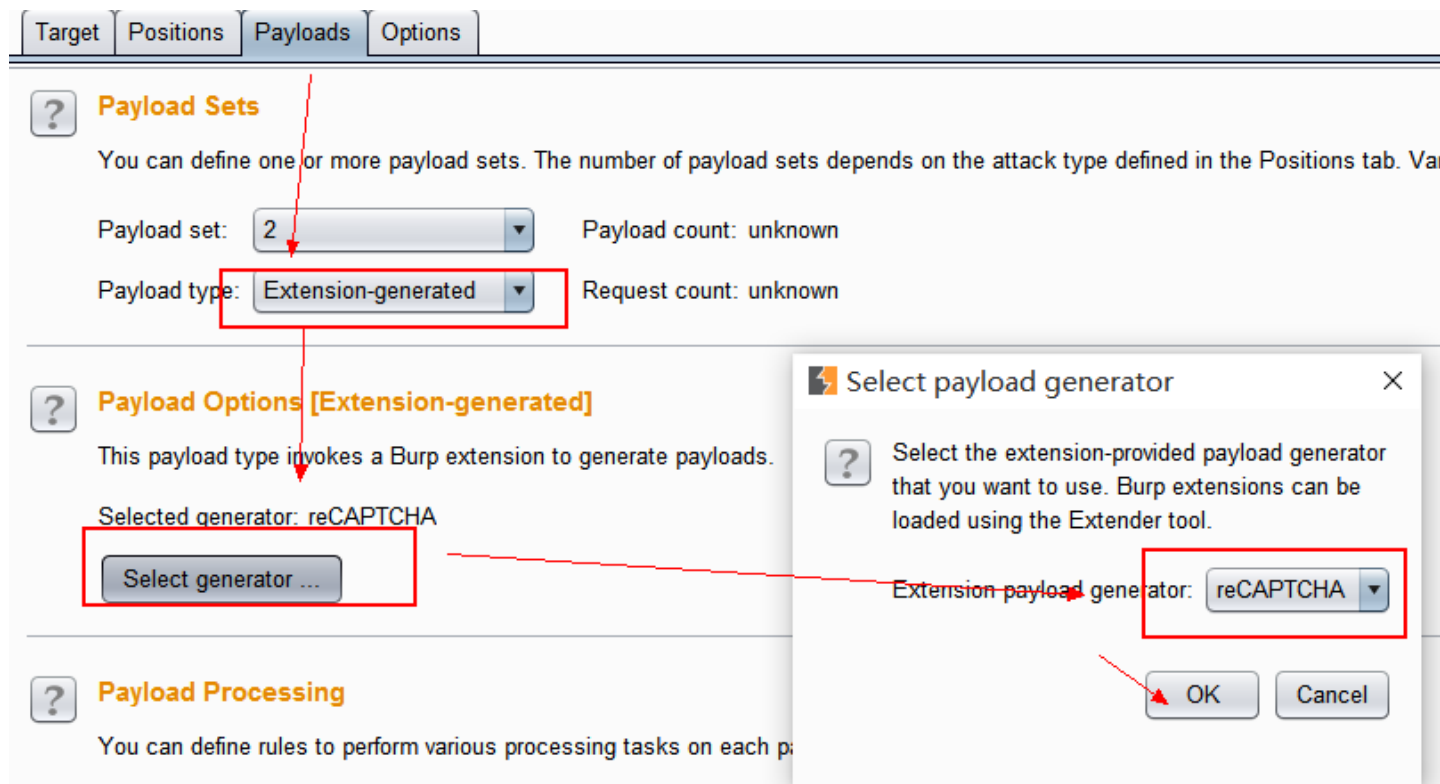 Target Positions Payloads Options
Payload Sets
You can define one or more payload sets. The number of payload sets depends on the attack type defined in the Positions tab. Var
Payload set: 2 Payload count: unknown
Payload type: Extension-generated Request count: unknown
Payload Options [Extension-generated]
This payload type invokes a Burp extension to generate payloads.
Selected generator: reCAPTCHA
Select generator ...
Select payload generator
Select the extension-provided payload generator
that you want to use. Burp extensions can be
loaded using the Extender tool.
Extension payload generator: reCAPTCHA
OK Cancel
Payload Processing
You can define rules to perform various processing tasks on each pa